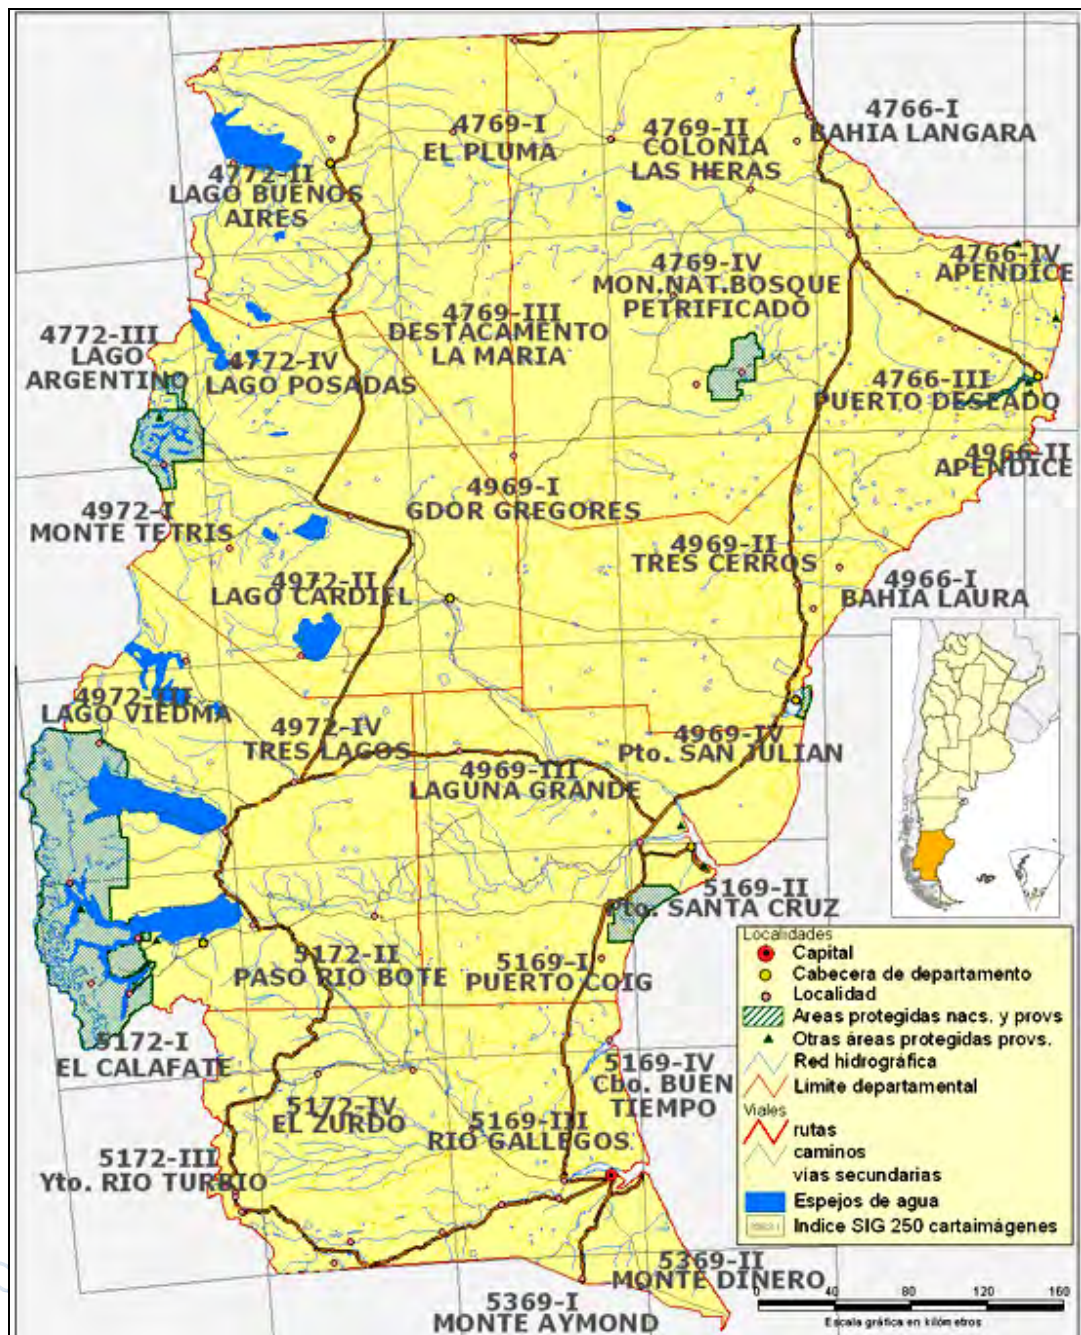 4766-I
BAHIA LANGARA
4769-I
EL PLUMA
4769-II
COLONIA
LAS HERAS
4772-II
LAGO BUENOS
AIRES
4766-IV
APENDICE
4769-IV
MON.NAT.BOSQUE
PETRIFICADO
4769-III
DESTACAMENTO
LA MARIA
4772-III
LAGO
ARGENTINO
4772-IV
LAGO POSADAS
4766-III
PUERTO DESEADO
4966-II
APENDICE
4969-I
GDOR GREGORES
4972-I
MONTE TETRIS
4969-II
TRES CERROS
4972-II
LAGO CARDIEL
4966-I
BAHIA LAURA
4972-III
LAGO VIEDMA
4972-IV
TRES LAGOS
4969-IV
Pto. SAN JULIAN
4969-III
LAGUNA GRANDE
5169-II
Pto. SANTA CRUZ
5172-II
PASO RIO BOTE
5169-I
PUERTO COIG
5172-I
EL CALAFATE
5169-IV
Cbo. BUEN
TIEMPO
5172-IV
EL ZURDO
5169-III
RIO GALLEGOS
5172-III
Yto. RIO TURBIO
5369-II
MONTE DINERO
5369-I
MONTE AYMOND
Localidades
Capital
Cabecera de departamento
Localidad
Areas protegidas nacs. y provs
Otras áreas protegidas provs.
Red hidrográfica
Límite departamental
Viales
rutas
caminos
vías secundarias
Espejos de agua
Indice SIG 250 cartaimágenes
0 40 80 120 160
Escala gráfica en kilómetros